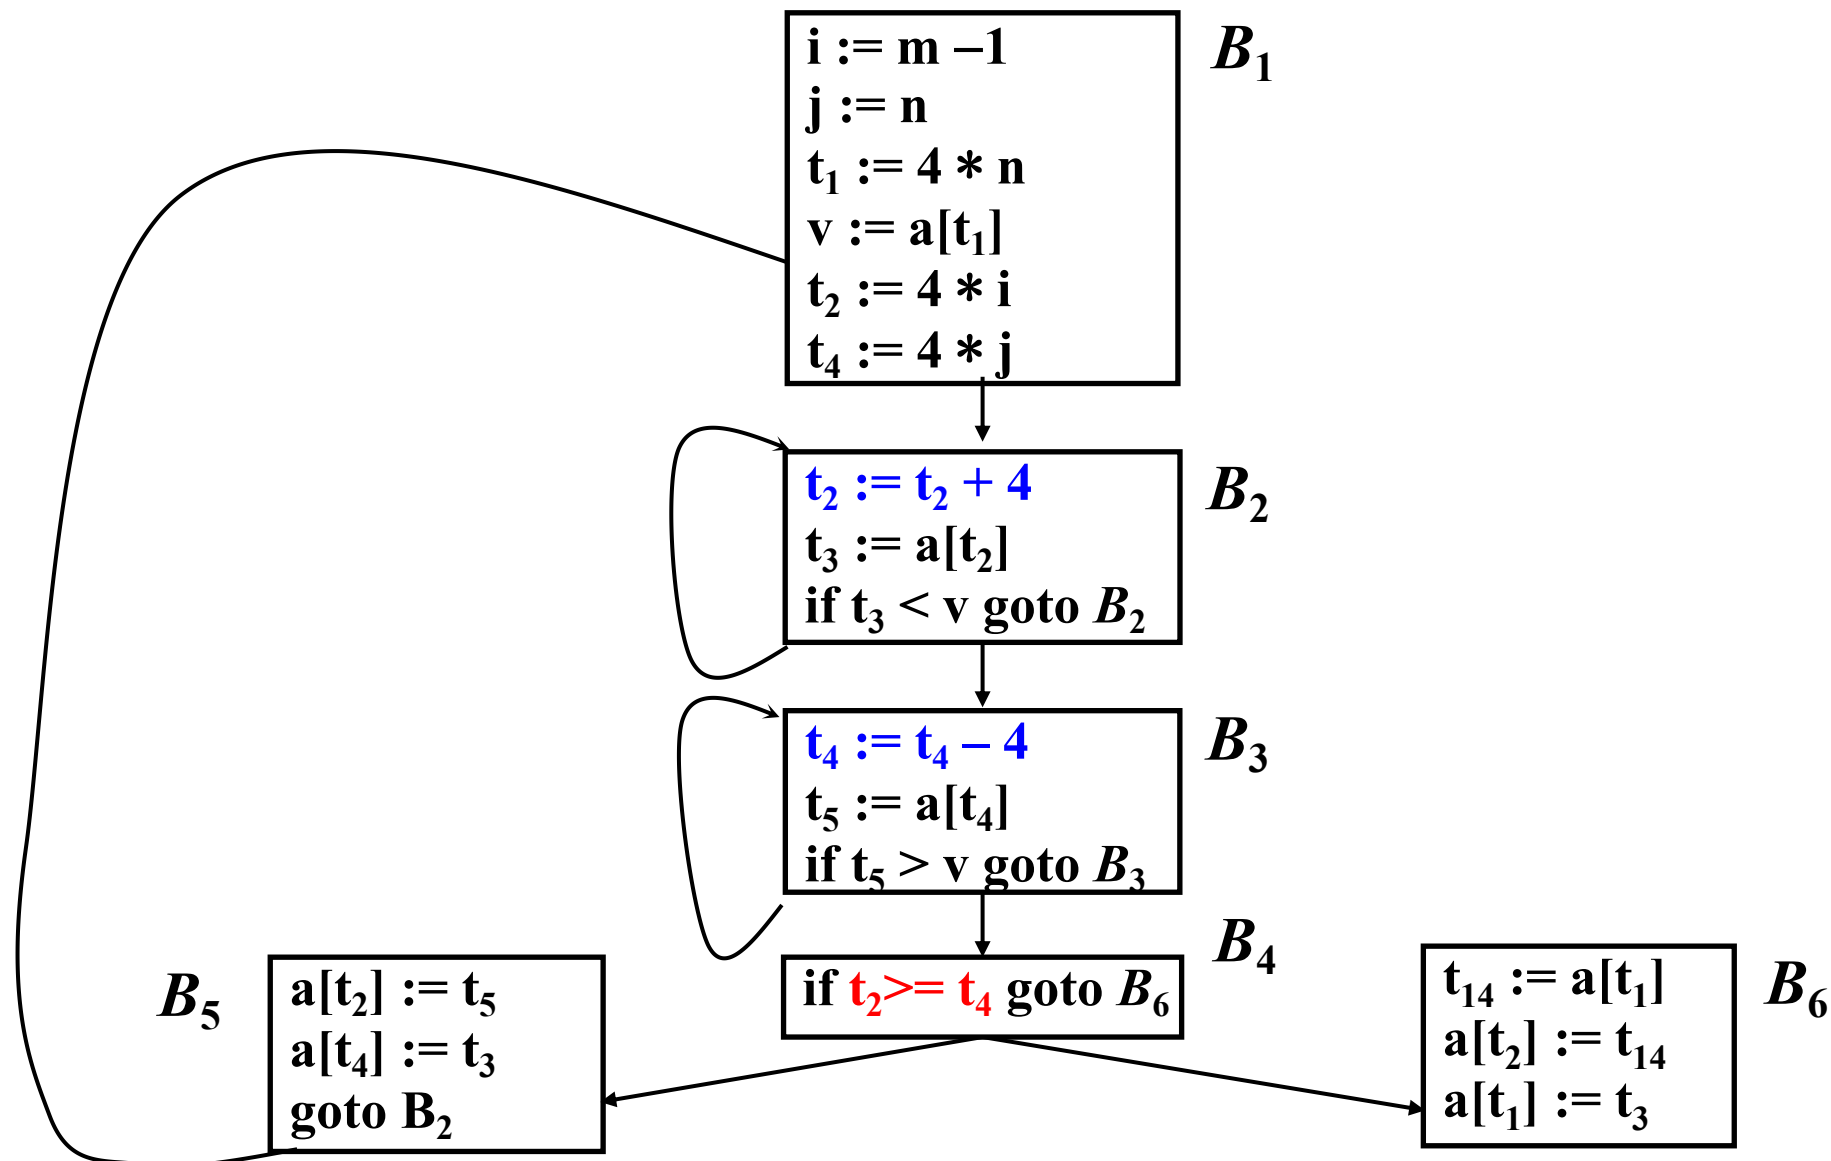 i := m –1
j := n
t₁ := 4 * n
v := a[t₁]
t₂ := 4 * i
t₄ := 4 * j
B₁
t₂ := t₂ + 4
t₃ := a[t₂]
if t₃ < v goto B₂
B₂
t₄ := t₄ – 4
t₅ := a[t₄]
if t₅ > v goto B₃
B₃
if t₂>= t₄ goto B₆
B₄
B₅
a[t₂] := t₅
a[t₄] := t₃
goto B₂
t₁₄ := a[t₁]
a[t₂] := t₁₄
a[t₁] := t₃
B₆